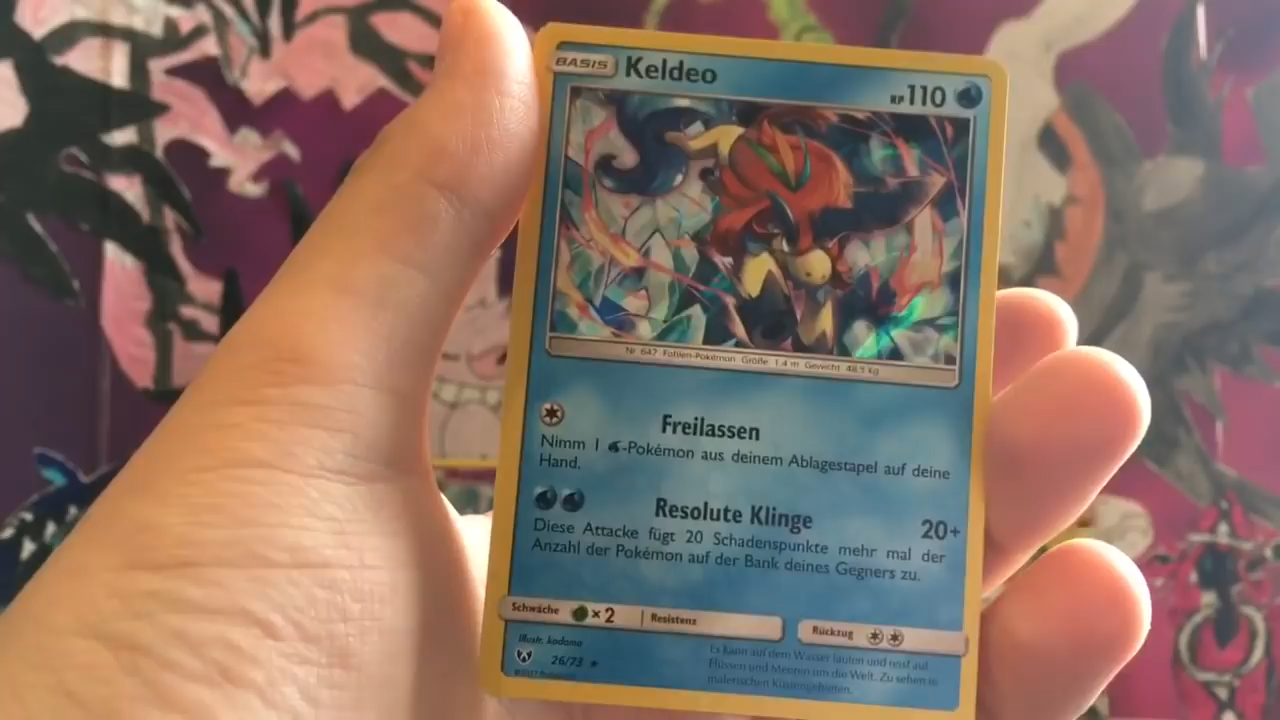 BASIS Keldeo KP110
Nr. 647 Fohlen-Pokémon Größe: 1.4 m Gewicht: 48.5 kg
Freilassen
Nimm 1 -Pokémon aus deinem Ablagestapel auf deine
Hand.
Resolute Klinge 20+
Diese Attacke fügt 20 Schadenspunkte mehr mal der
Anzahl der Pokémon auf der Bank deines Gegners zu.
Schwäche ×2 Resistenz Rückzug
Illustr. kodama
26/73
Es kann auf dem Wasser laufen und reist auf
Flüssen und Meeren um die Welt. Zu sehen in
malerischen Küstengebieten.